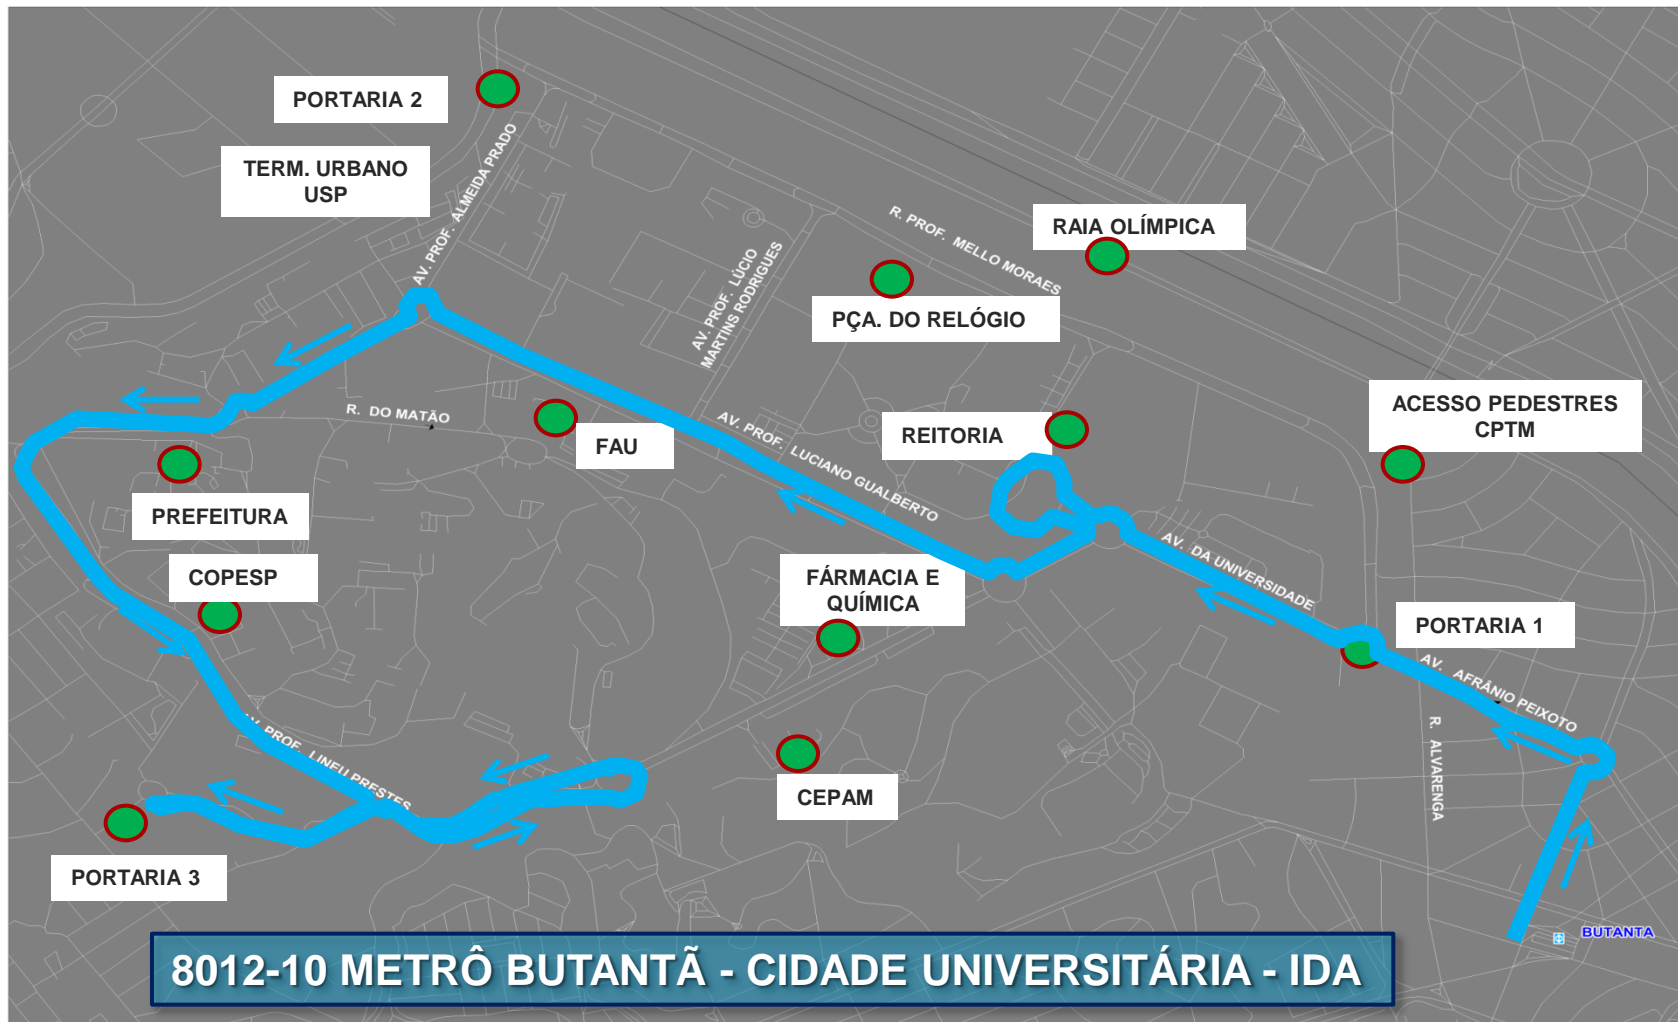 PORTARIA 2
TERM. URBANO
USP
AV. PROF. ALMEIDA PRADO
R. PROF. MELLO MORAES
RAIA OLÍMPICA
AV. PROF. LÚCIO
MARTINS RODRIGUES
PÇA. DO RELÓGIO
ACESSO PEDESTRES
CPTM
R. DO MATÃO
FAU
AV. PROF. LUCIANO GUALBERTO
REITORIA
PREFEITURA
COPESP
FÁRMACIA E
QUÍMICA
AV. DA UNIVERSIDADE
PORTARIA 1
AV. AFRÂNIO PEIXOTO
R. ALVARENGA
AV. PROF. LINEU PRESTES
CEPAM
PORTARIA 3
BUTANTA
8012-10 METRÔ BUTANTÃ - CIDADE UNIVERSITÁRIA - IDA